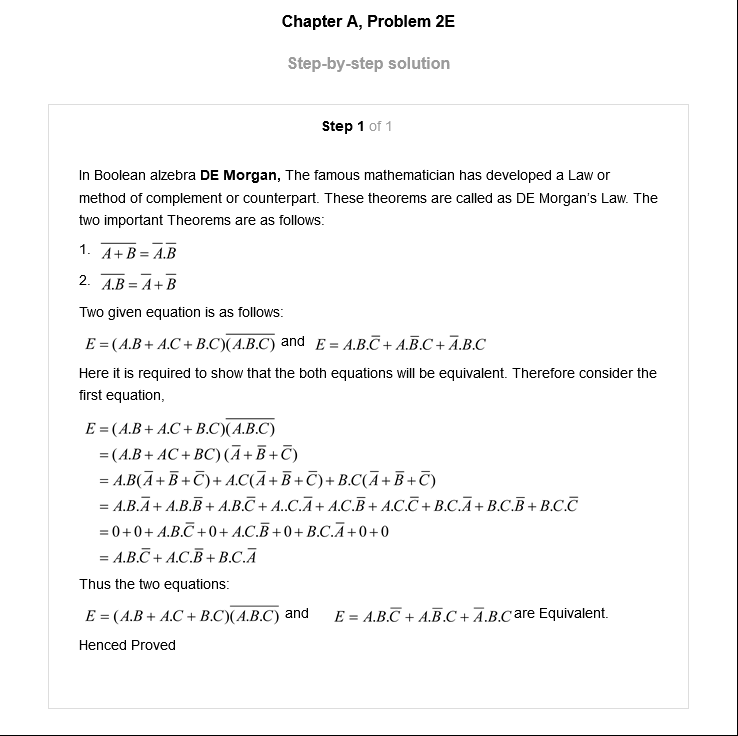 Chapter A, Problem 2E
Step-by-step solution
Step 1 of 1
In Boolean alzebra DE Morgan, The famous mathematician has developed a Law or
method of complement or counterpart. These theorems are called as DE Morgan's Law. The
two important Theorems are as follows:
1. \overline{A+B} = \overline{A}.\overline{B}
2. \overline{A.B} = \overline{A}+\overline{B}
Two given equation is as follows:
E = (A.B + A.C + B.C)\overline{(A.B.C)} and E = A.B.\overline{C} + A.\overline{B}.C + \overline{A}.B.C
Here it is required to show that the both equations will be equivalent. Therefore consider the
first equation,
E = (A.B + A.C + B.C)\overline{(A.B.C)}
= (A.B + AC + BC) (\overline{A} + \overline{B} + \overline{C})
= A.B(\overline{A} + \overline{B} + \overline{C}) + A.C(\overline{A} + \overline{B} + \overline{C}) + B.C(\overline{A} + \overline{B} + \overline{C})
= A.B.\overline{A} + A.B.\overline{B} + A.B.\overline{C} + A..C.\overline{A} + A.C.\overline{B} + A.C.\overline{C} + B.C.\overline{A} + B.C.\overline{B} + B.C.\overline{C}
= 0 + 0 + A.B.\overline{C} + 0 + A.C.\overline{B} + 0 + B.C.\overline{A} + 0 + 0
= A.B.\overline{C} + A.C.\overline{B} + B.C.\overline{A}
Thus the two equations:
E = (A.B + A.C + B.C)\overline{(A.B.C)} and E = A.B.\overline{C} + A.\overline{B}.C + \overline{A}.B.C are Equivalent.
Henced Proved